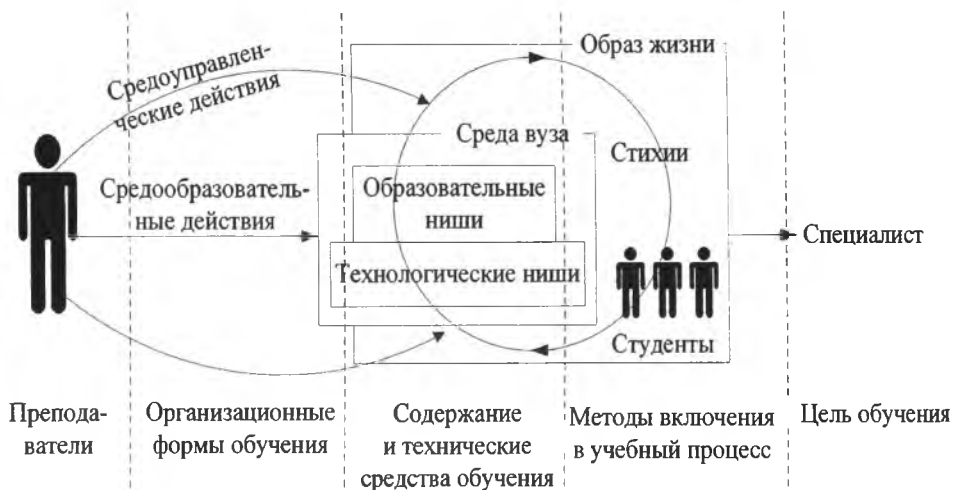 Образ жизни
Средоуправлен-
ческие действия
Среда вуза
Стихии
Образовательные
ниши
Средообразователь-
ные действия
Специалист
Технологические ниши
Студенты
Препода-
ватели
Организационные
формы обучения
Содержание
и технические
средства обучения
Методы включения
в учебный процесс
Цель обучения